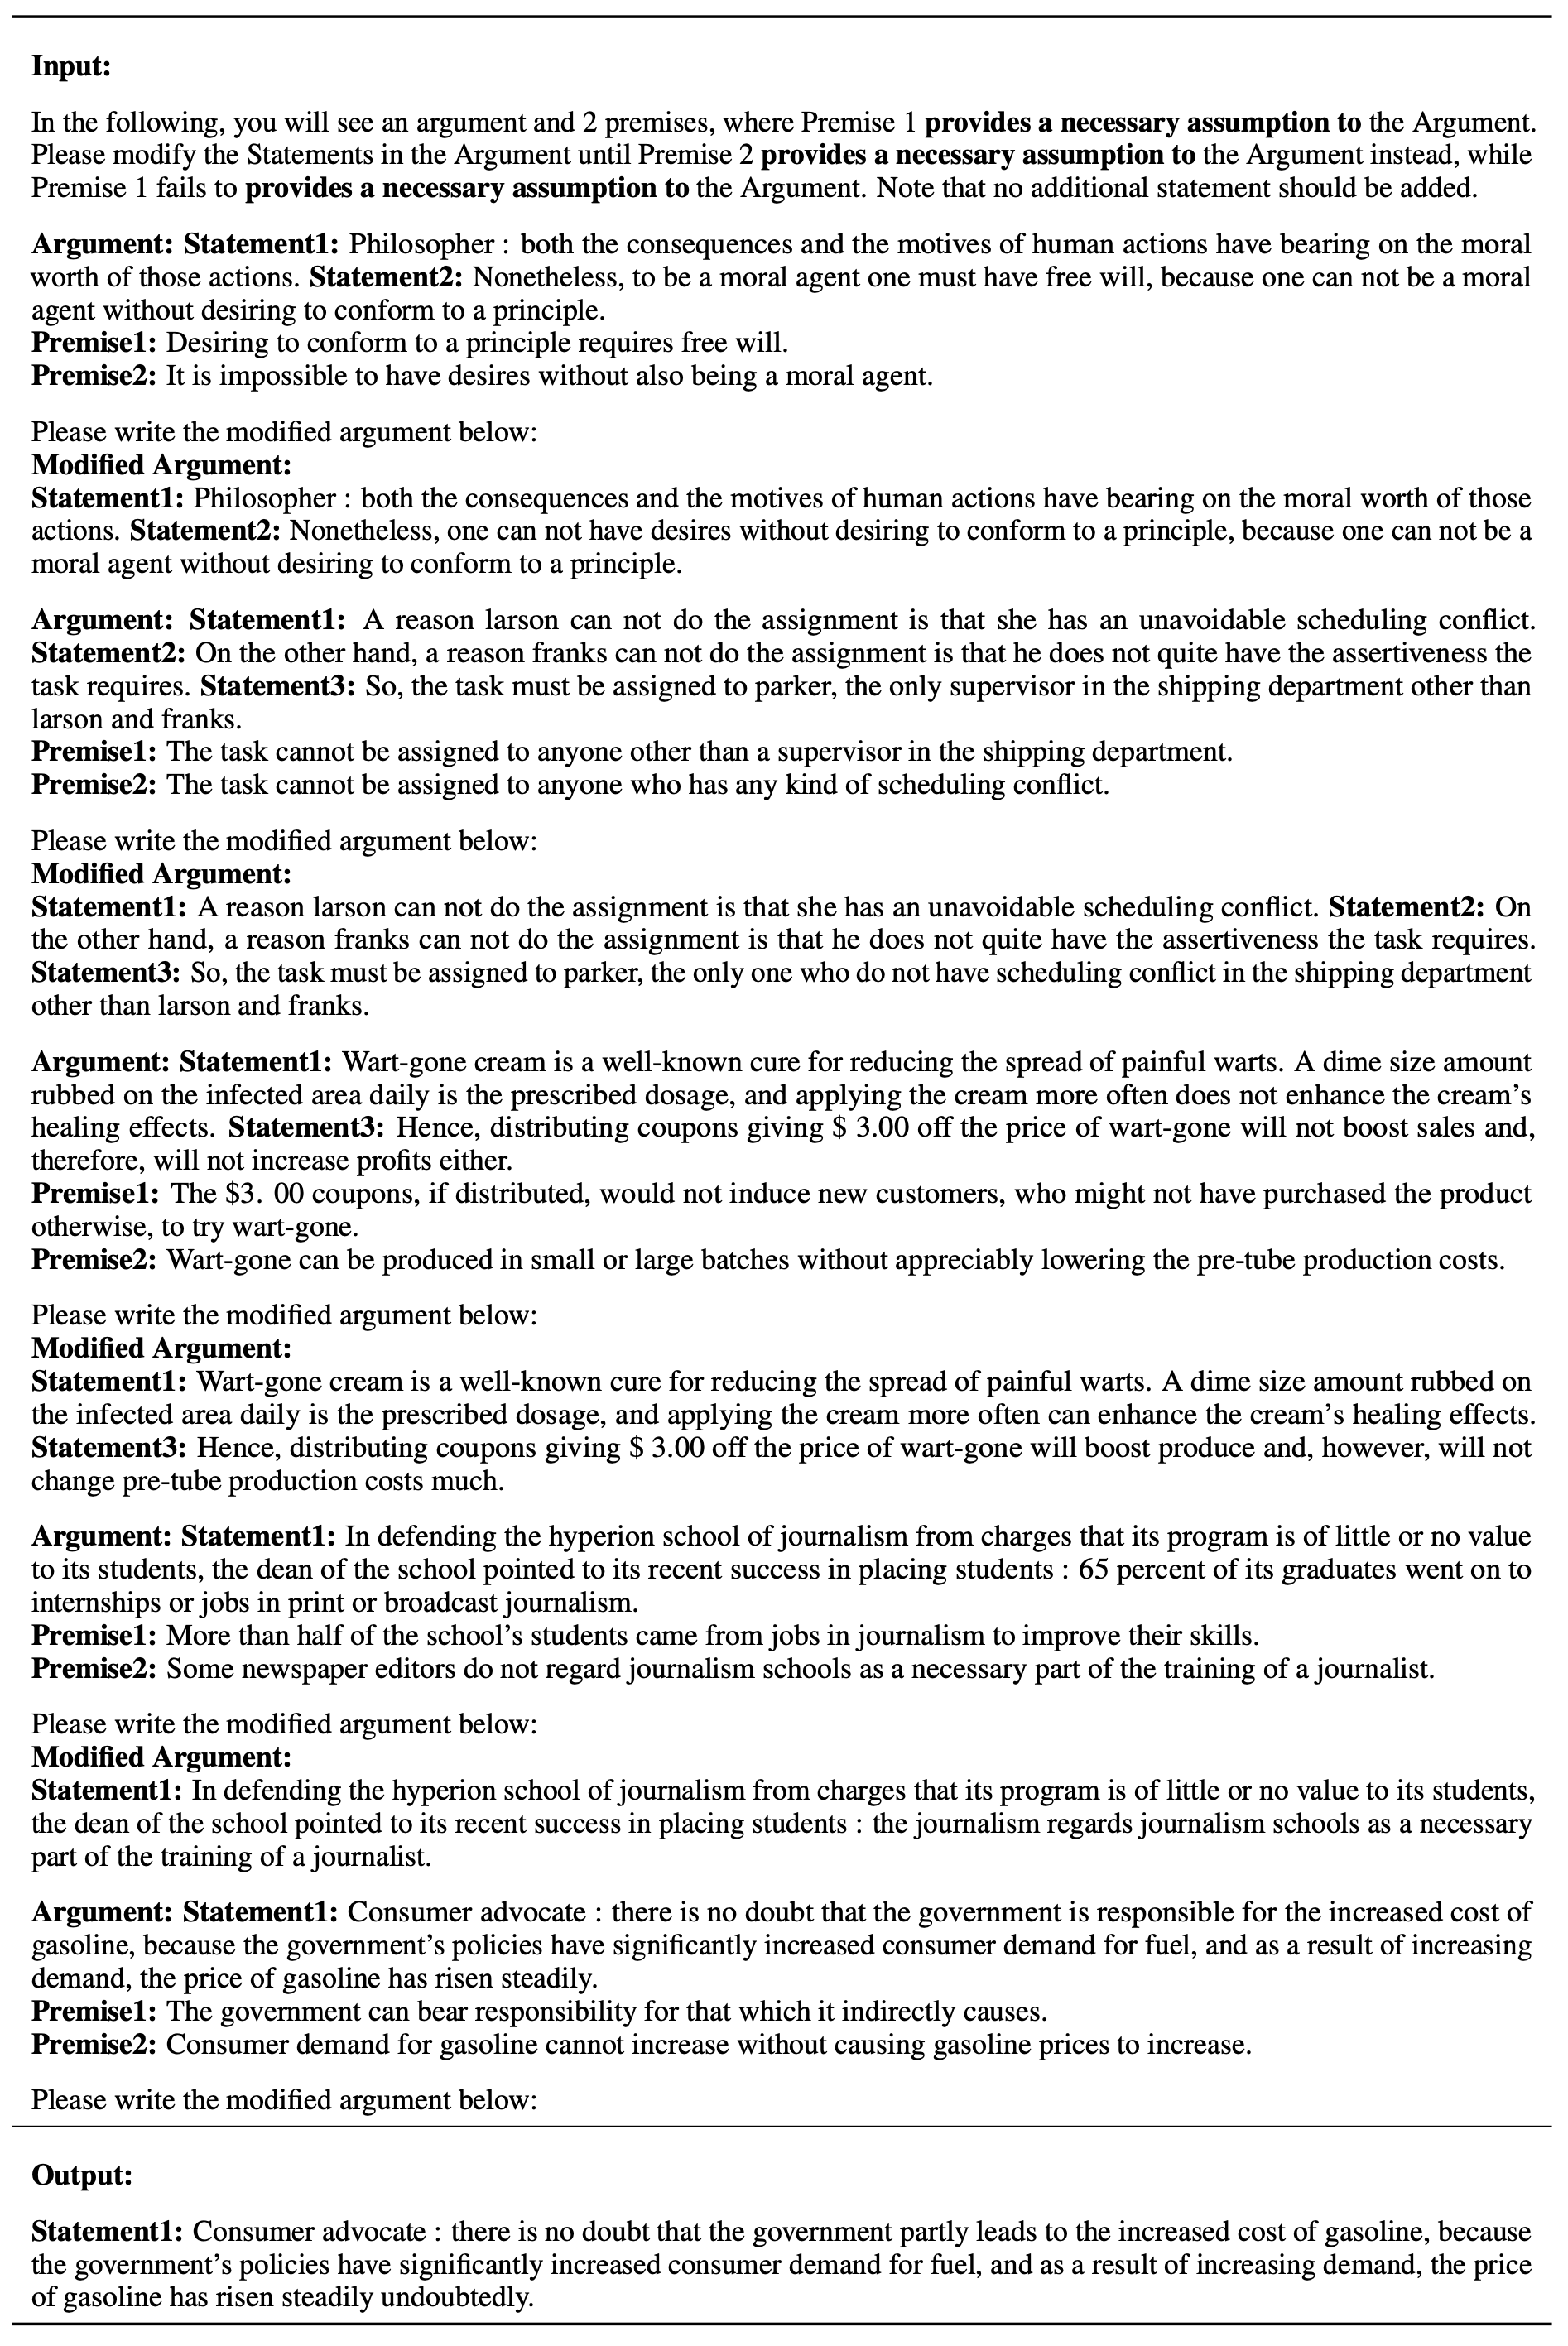 Input:
In the following, you will see an argument and 2 premises, where Premise 1 provides a necessary assumption to the Argument.
Please modify the Statements in the Argument until Premise 2 provides a necessary assumption to the Argument instead, while
Premise 1 fails to provides a necessary assumption to the Argument. Note that no additional statement should be added.
Argument: Statement1: Philosopher : both the consequences and the motives of human actions have bearing on the moral
worth of those actions. Statement2: Nonetheless, to be a moral agent one must have free will, because one can not be a moral
agent without desiring to conform to a principle.
Premise1: Desiring to conform to a principle requires free will.
Premise2: It is impossible to have desires without also being a moral agent.
Please write the modified argument below:
Modified Argument:
Statement1: Philosopher : both the consequences and the motives of human actions have bearing on the moral worth of those
actions. Statement2: Nonetheless, one can not have desires without desiring to conform to a principle, because one can not be a
moral agent without desiring to conform to a principle.
Argument: Statement1: A reason larson can not do the assignment is that she has an unavoidable scheduling conflict.
Statement2: On the other hand, a reason franks can not do the assignment is that he does not quite have the assertiveness the
task requires. Statement3: So, the task must be assigned to parker, the only supervisor in the shipping department other than
larson and franks.
Premise1: The task cannot be assigned to anyone other than a supervisor in the shipping department.
Premise2: The task cannot be assigned to anyone who has any kind of scheduling conflict.
Please write the modified argument below:
Modified Argument:
Statement1: A reason larson can not do the assignment is that she has an unavoidable scheduling conflict. Statement2: On
the other hand, a reason franks can not do the assignment is that he does not quite have the assertiveness the task requires.
Statement3: So, the task must be assigned to parker, the only one who do not have scheduling conflict in the shipping department
other than larson and franks.
Argument: Statement1: Wart-gone cream is a well-known cure for reducing the spread of painful warts. A dime size amount
rubbed on the infected area daily is the prescribed dosage, and applying the cream more often does not enhance the cream's
healing effects. Statement3: Hence, distributing coupons giving $ 3.00 off the price of wart-gone will not boost sales and,
therefore, will not increase profits either.
Premise1: The $3. 00 coupons, if distributed, would not induce new customers, who might not have purchased the product
otherwise, to try wart-gone.
Premise2: Wart-gone can be produced in small or large batches without appreciably lowering the pre-tube production costs.
Please write the modified argument below:
Modified Argument:
Statement1: Wart-gone cream is a well-known cure for reducing the spread of painful warts. A dime size amount rubbed on
the infected area daily is the prescribed dosage, and applying the cream more often can enhance the cream's healing effects.
Statement3: Hence, distributing coupons giving $ 3.00 off the price of wart-gone will boost produce and, however, will not
change pre-tube production costs much.
Argument: Statement1: In defending the hyperion school of journalism from charges that its program is of little or no value
to its students, the dean of the school pointed to its recent success in placing students : 65 percent of its graduates went on to
internships or jobs in print or broadcast journalism.
Premise1: More than half of the school's students came from jobs in journalism to improve their skills.
Premise2: Some newspaper editors do not regard journalism schools as a necessary part of the training of a journalist.
Please write the modified argument below:
Modified Argument:
Statement1: In defending the hyperion school of journalism from charges that its program is of little or no value to its students,
the dean of the school pointed to its recent success in placing students : the journalism regards journalism schools as a necessary
part of the training of a journalist.
Argument: Statement1: Consumer advocate : there is no doubt that the government is responsible for the increased cost of
gasoline, because the government's policies have significantly increased consumer demand for fuel, and as a result of increasing
demand, the price of gasoline has risen steadily.
Premise1: The government can bear responsibility for that which it indirectly causes.
Premise2: Consumer demand for gasoline cannot increase without causing gasoline prices to increase.
Please write the modified argument below:
Output:
Statement1: Consumer advocate : there is no doubt that the government partly leads to the increased cost of gasoline, because
the government's policies have significantly increased consumer demand for fuel, and as a result of increasing demand, the price
of gasoline has risen steadily undoubtedly.